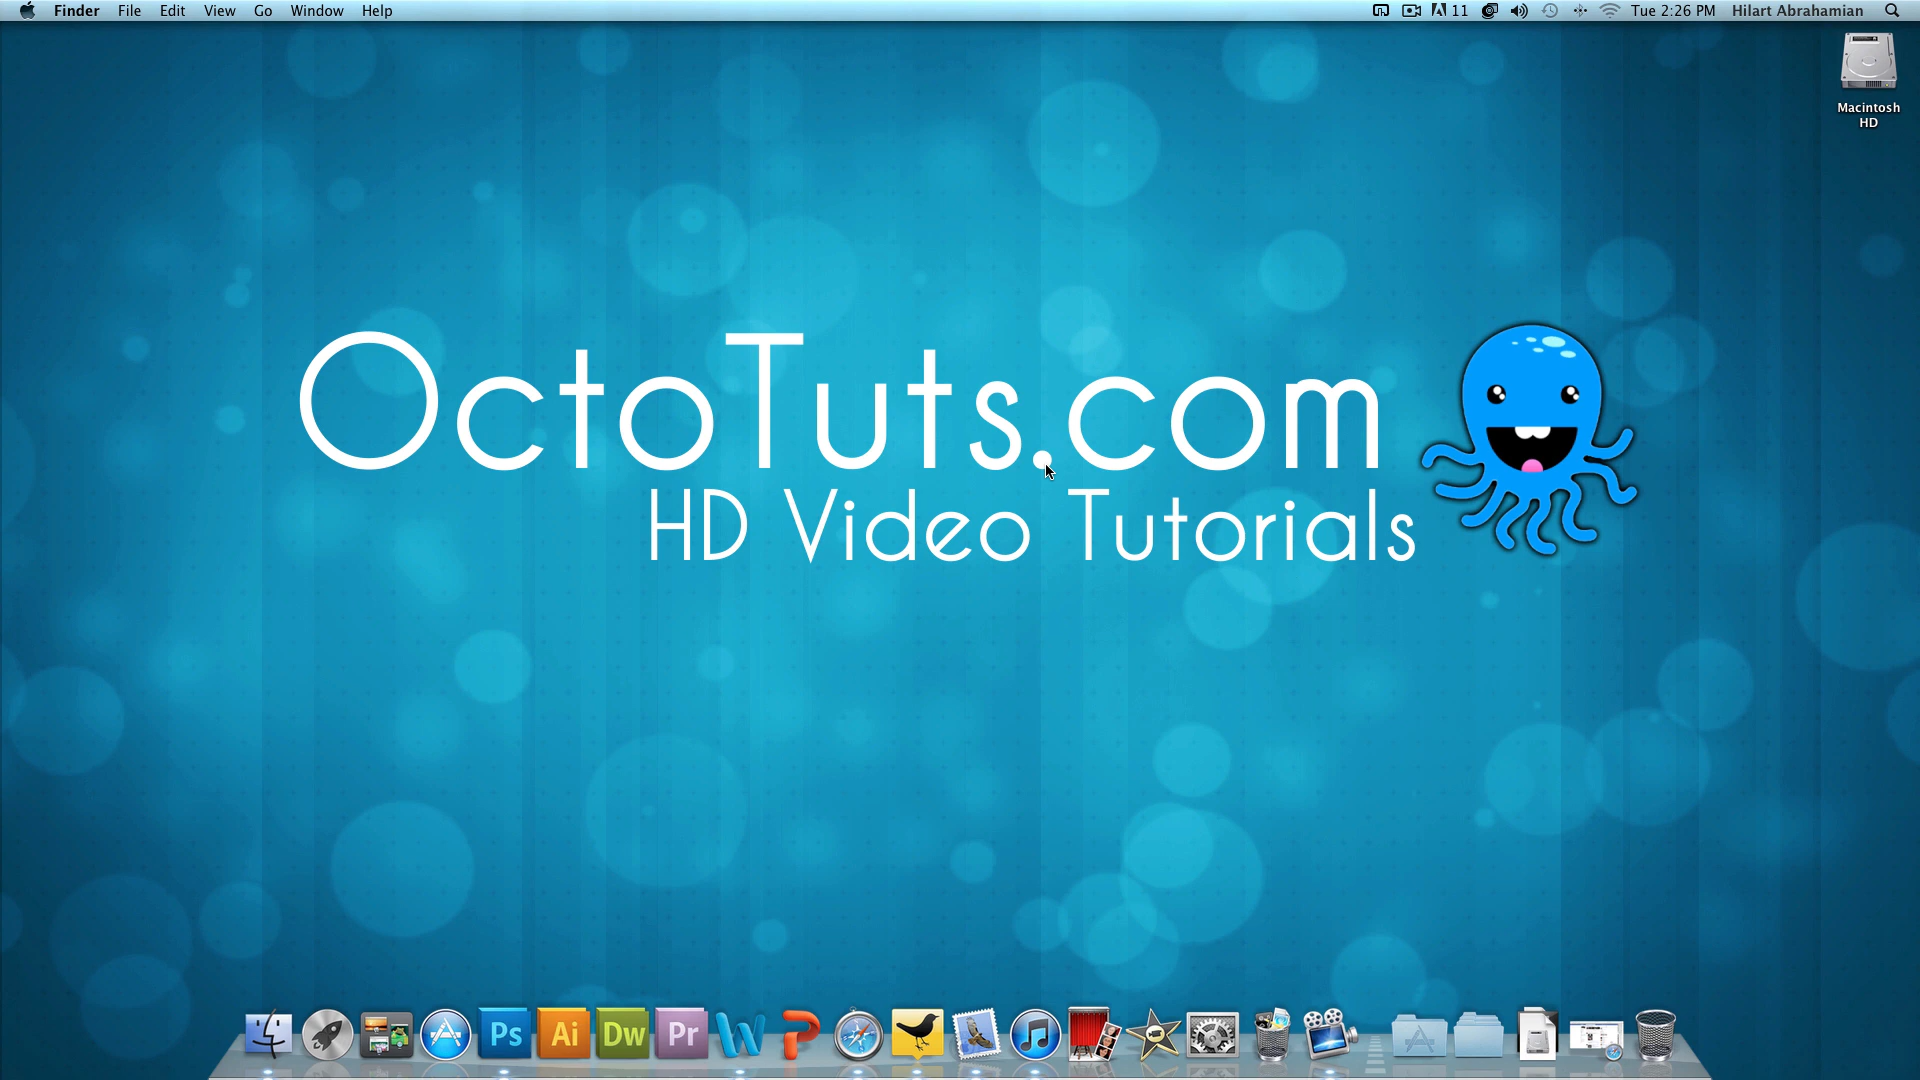 Finder File Edit View Go Window Help 11 Tue 2:26 PM Hilart Abrahamian
Macintosh
HD
OctoTuts.com
HD Video Tutorials
Ps Ai Dw Pr